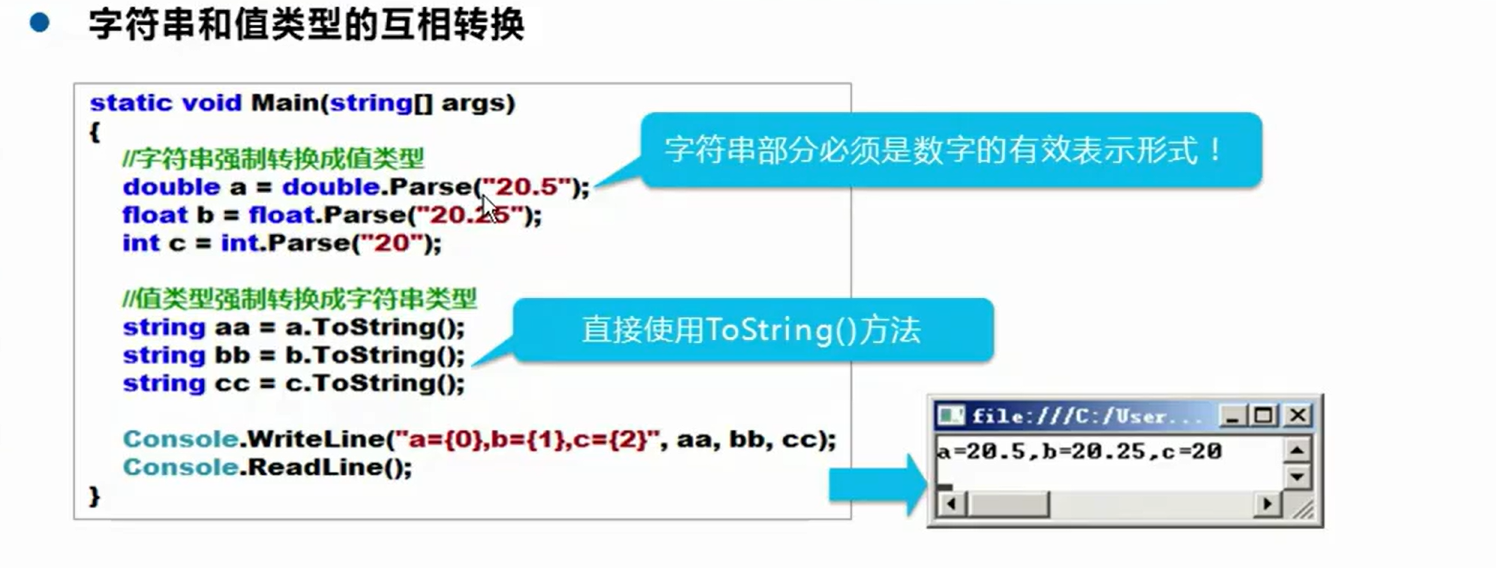 字符串和值类型的互相转换
static void Main(string[] args)
{
//字符串强制转换成值类型
double a = double.Parse("20.5");
float b = float.Parse("20.25");
int c = int.Parse("20");
字符串部分必须是数字的有效表示形式！
//值类型强制转换成字符串类型
string aa = a.ToString();
string bb = b.ToString();
string cc = c.ToString();
直接使用ToString()方法
Console.WriteLine("a={0},b={1},c={2}", aa, bb, cc);
Console.ReadLine();
}
file:///C:/User...
a=20.5,b=20.25,c=20